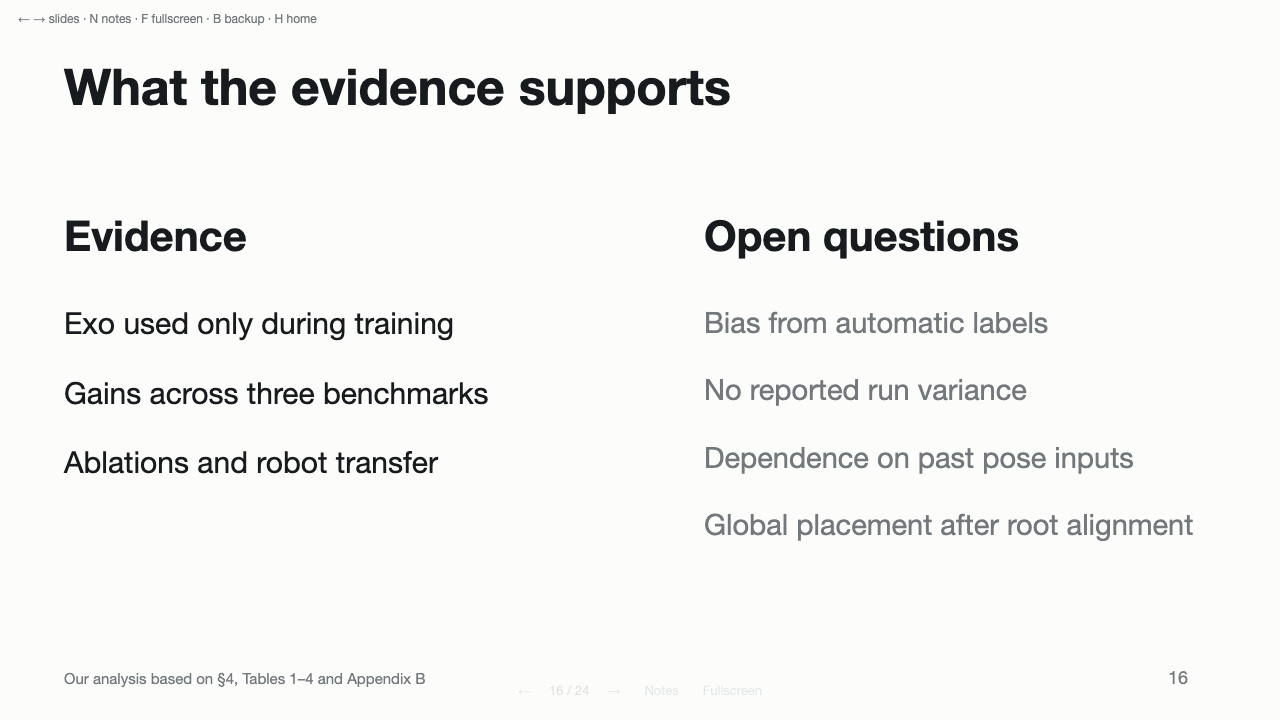 ←→ slides · N notes · F fullscreen · B backup · H home
What the evidence supports
Evidence
Exo used only during training
Gains across three benchmarks
Ablations and robot transfer
Open questions
Bias from automatic labels
No reported run variance
Dependence on past pose inputs
Global placement after root alignment
Our analysis based on §4, Tables 1–4 and Appendix B
← 16 / 24 → Notes Fullscreen
16